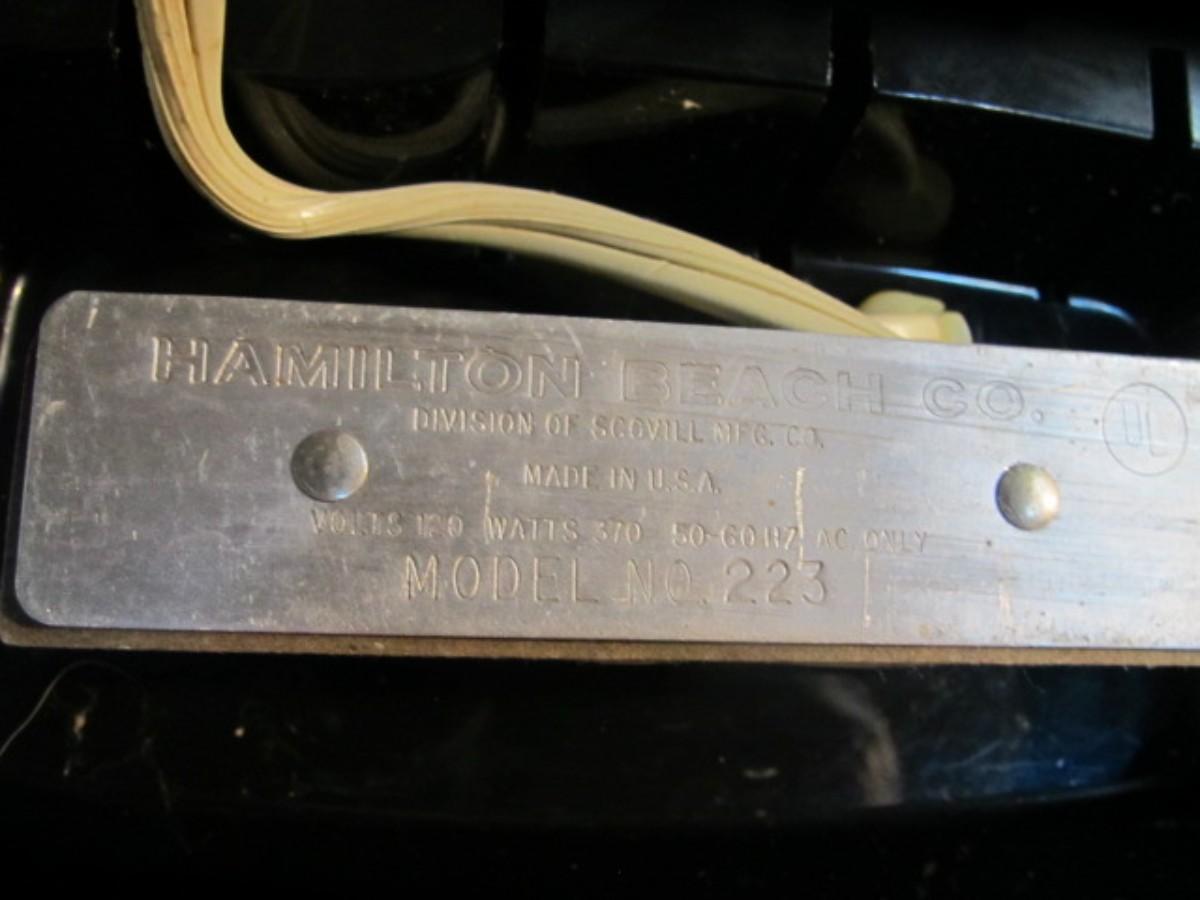 HAMILTON BEACH CO.
UL
DIVISION OF SCOVILL MFG. CO.
MADE IN U.S.A.
VOLTS 120 WATTS 370 50-60 HZ AC ONLY
MODEL NO. 223